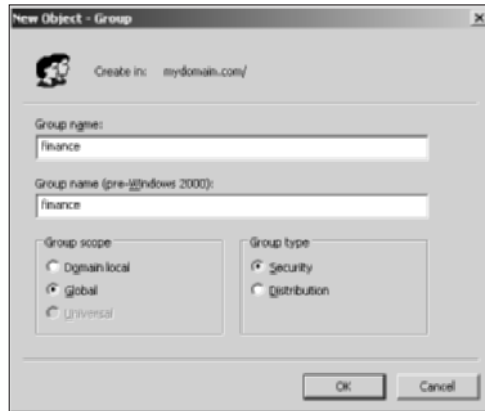 New Object - Group
Create in: mydomain.com/
Group name:
finance
Group name (pre-Windows 2000):
finance
Group scope
Domain local
Global
Universal
Group type
Security
Distribution
OK
Cancel